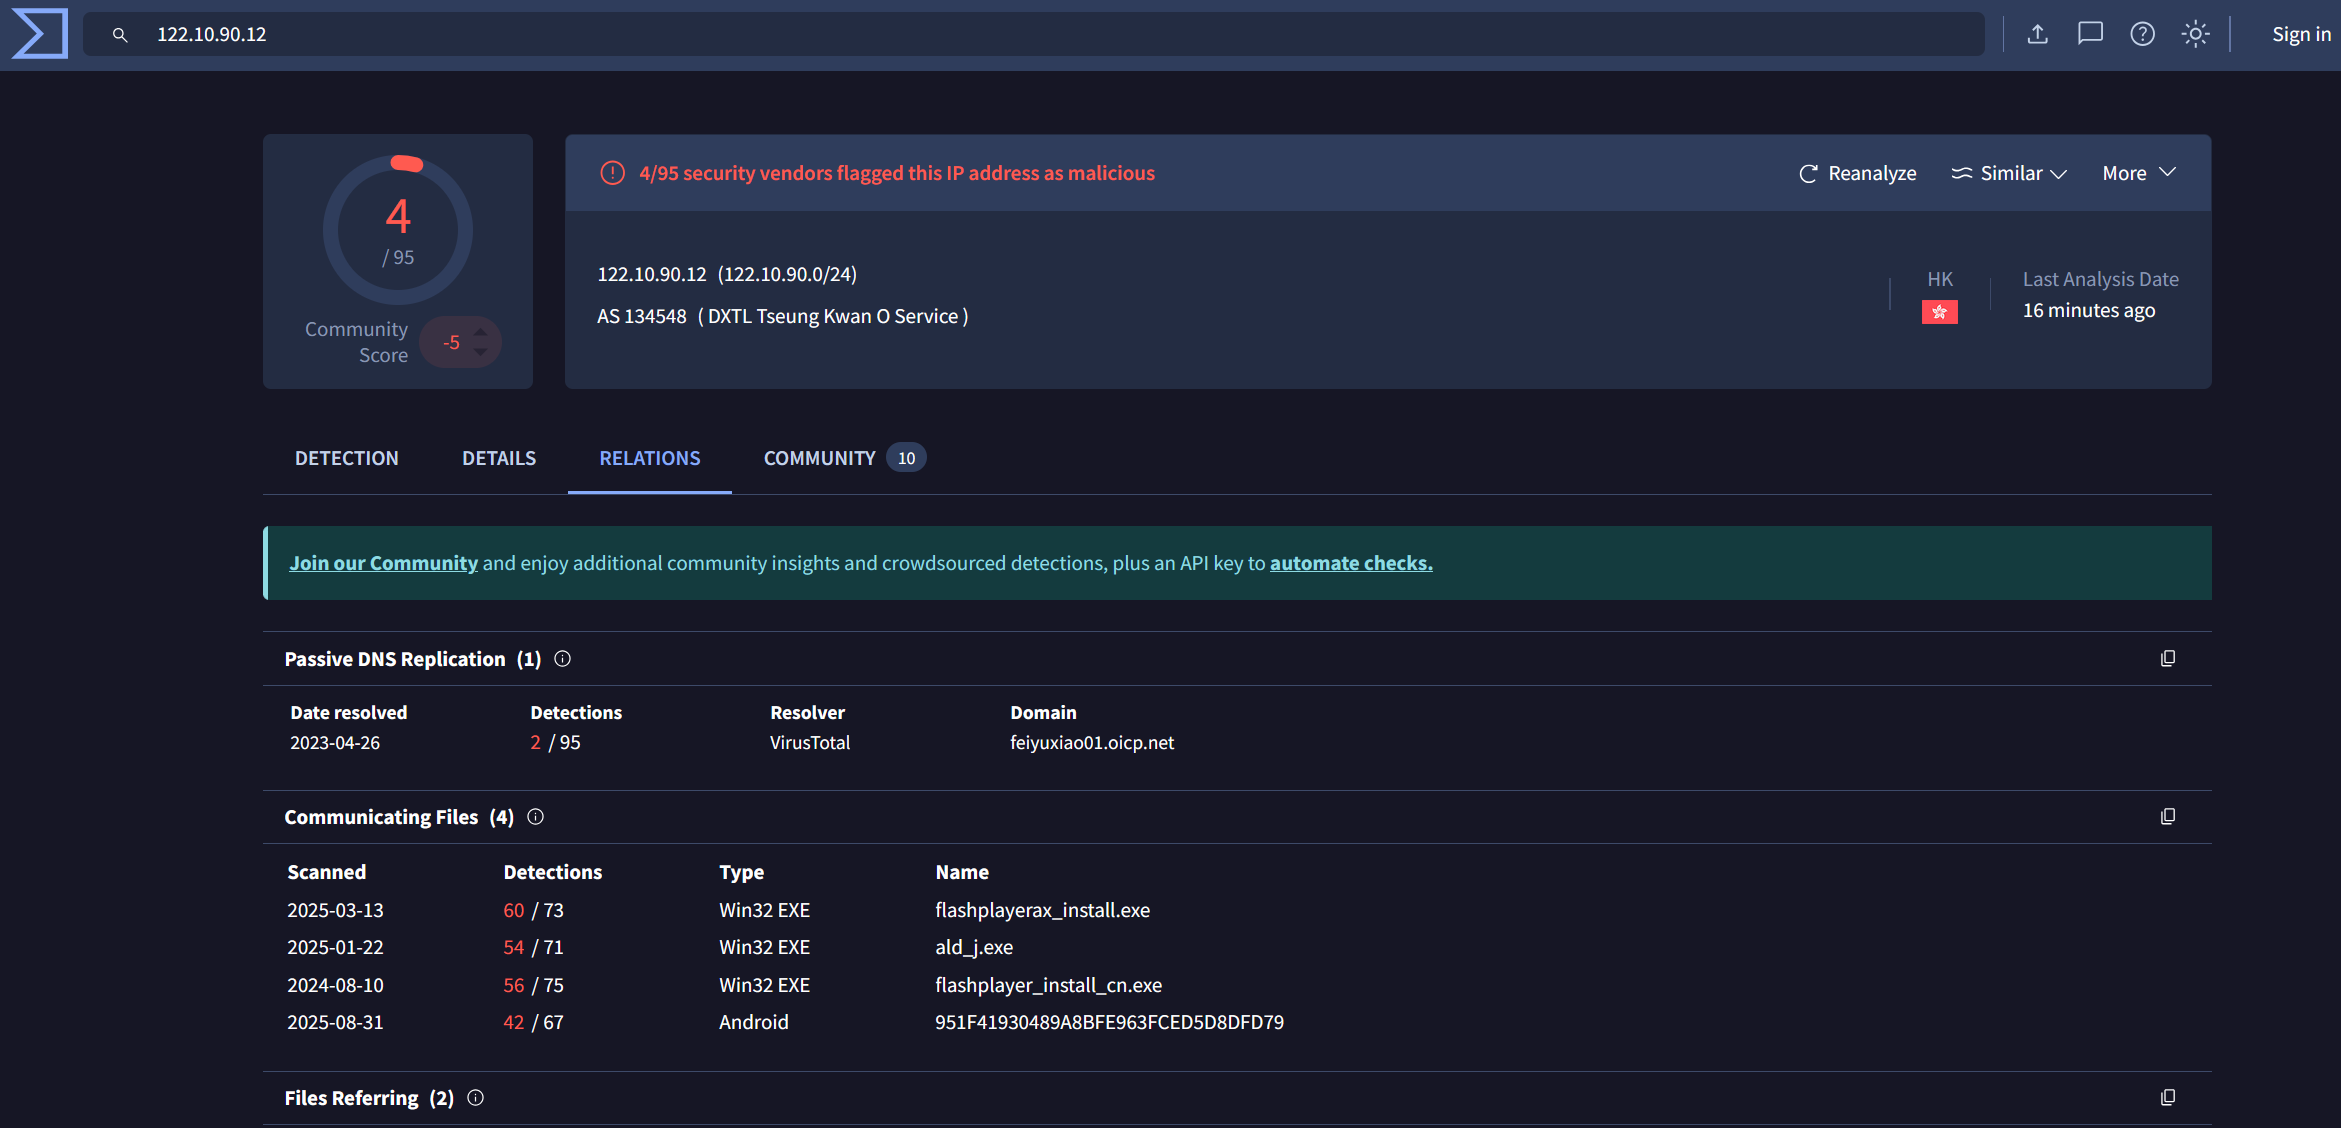 122.10.90.12
Sign in
4
/ 95
Community Score
-5
4/95 security vendors flagged this IP address as malicious
Reanalyze
Similar
More
122.10.90.12 (122.10.90.0/24)
AS 134548 ( DXTL Tseung Kwan O Service )
HK
Last Analysis Date
16 minutes ago
DETECTION DETAILS RELATIONS COMMUNITY 10
Join our Community and enjoy additional community insights and crowdsourced detections, plus an API key to automate checks.
Passive DNS Replication (1)
Date resolved Detections Resolver Domain
2023-04-26 2 / 95 VirusTotal feiyuxiao01.oicp.net
Communicating Files (4)
Scanned Detections Type Name
2025-03-13 60 / 73 Win32 EXE flashplayerax_install.exe
2025-01-22 54 / 71 Win32 EXE ald_j.exe
2024-08-10 56 / 75 Win32 EXE flashplayer_install_cn.exe
2025-08-31 42 / 67 Android 951F41930489A8BFE963FCED5D8DFD79
Files Referring (2)